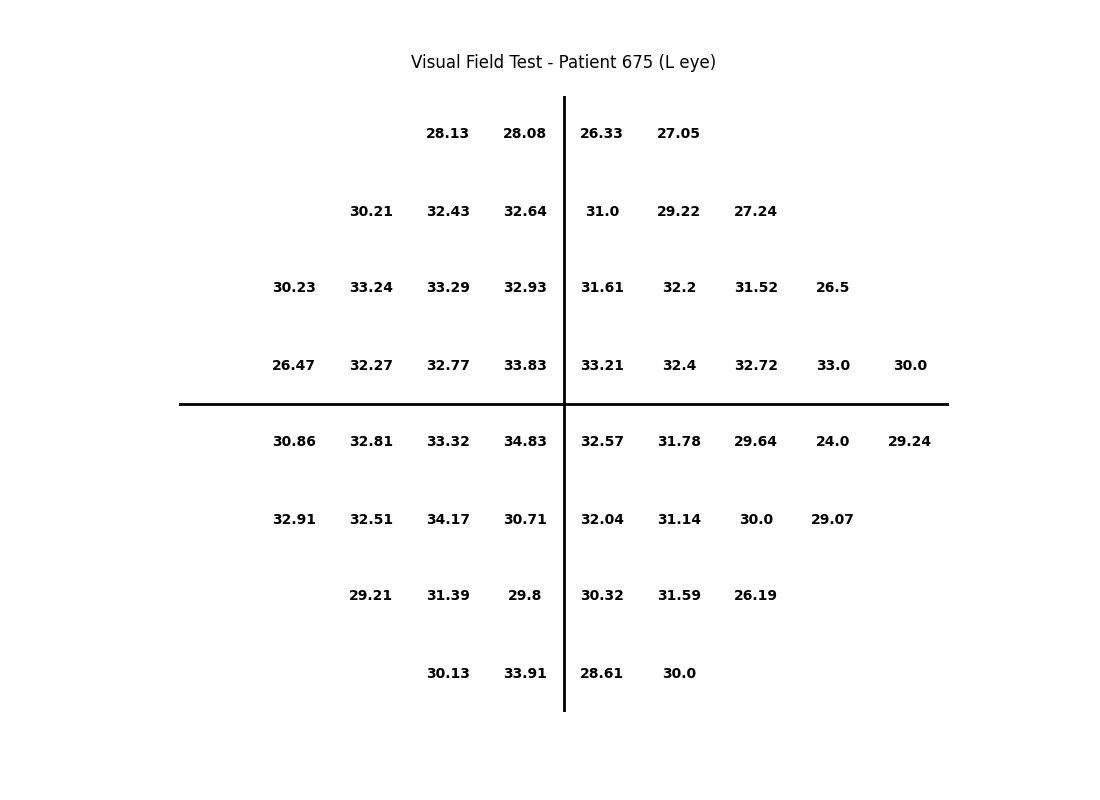 Visual Field Test - Patient 675 (L eye)
28.13 28.08 26.33 27.05
30.21 32.43 32.64 31.0 29.22 27.24
30.23 33.24 33.29 32.93 31.61 32.2 31.52 26.5
26.47 32.27 32.77 33.83 33.21 32.4 32.72 33.0 30.0
30.86 32.81 33.32 34.83 32.57 31.78 29.64 24.0 29.24
32.91 32.51 34.17 30.71 32.04 31.14 30.0 29.07
29.21 31.39 29.8 30.32 31.59 26.19
30.13 33.91 28.61 30.0